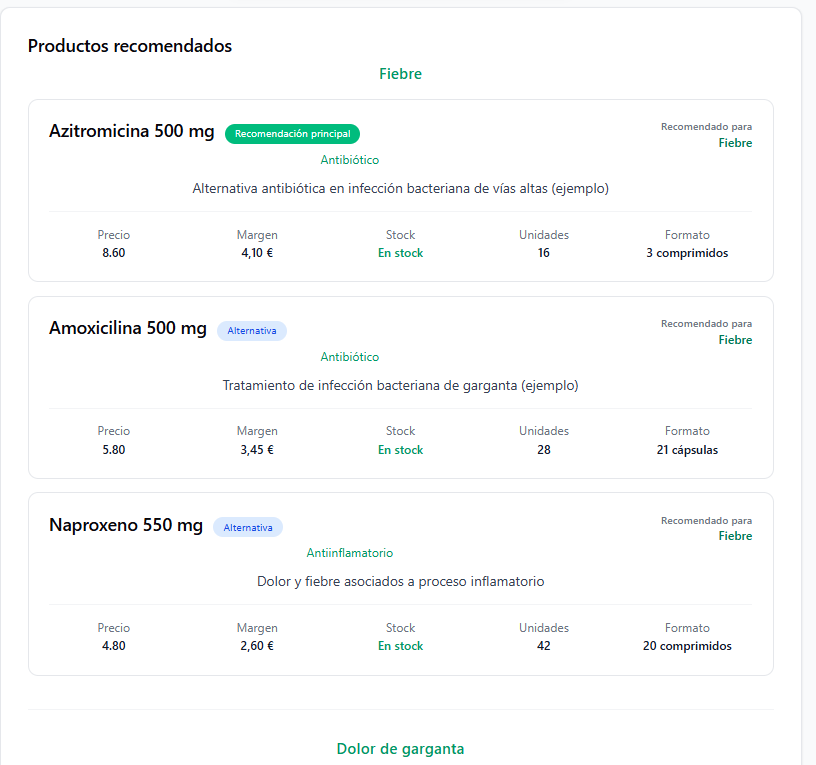 Productos recomendados
Fiebre
Azitromicina 500 mg Recomendación principal
Recomendado para
Fiebre
Antibiótico
Alternativa antibiótica en infección bacteriana de vías altas (ejemplo)
Precio Margen Stock Unidades Formato
8.60 4,10 € En stock 16 3 comprimidos
Amoxicilina 500 mg Alternativa
Recomendado para
Fiebre
Antibiótico
Tratamiento de infección bacteriana de garganta (ejemplo)
Precio Margen Stock Unidades Formato
5.80 3,45 € En stock 28 21 cápsulas
Naproxeno 550 mg Alternativa
Recomendado para
Fiebre
Antiinflamatorio
Dolor y fiebre asociados a proceso inflamatorio
Precio Margen Stock Unidades Formato
4.80 2,60 € En stock 42 20 comprimidos
Dolor de garganta